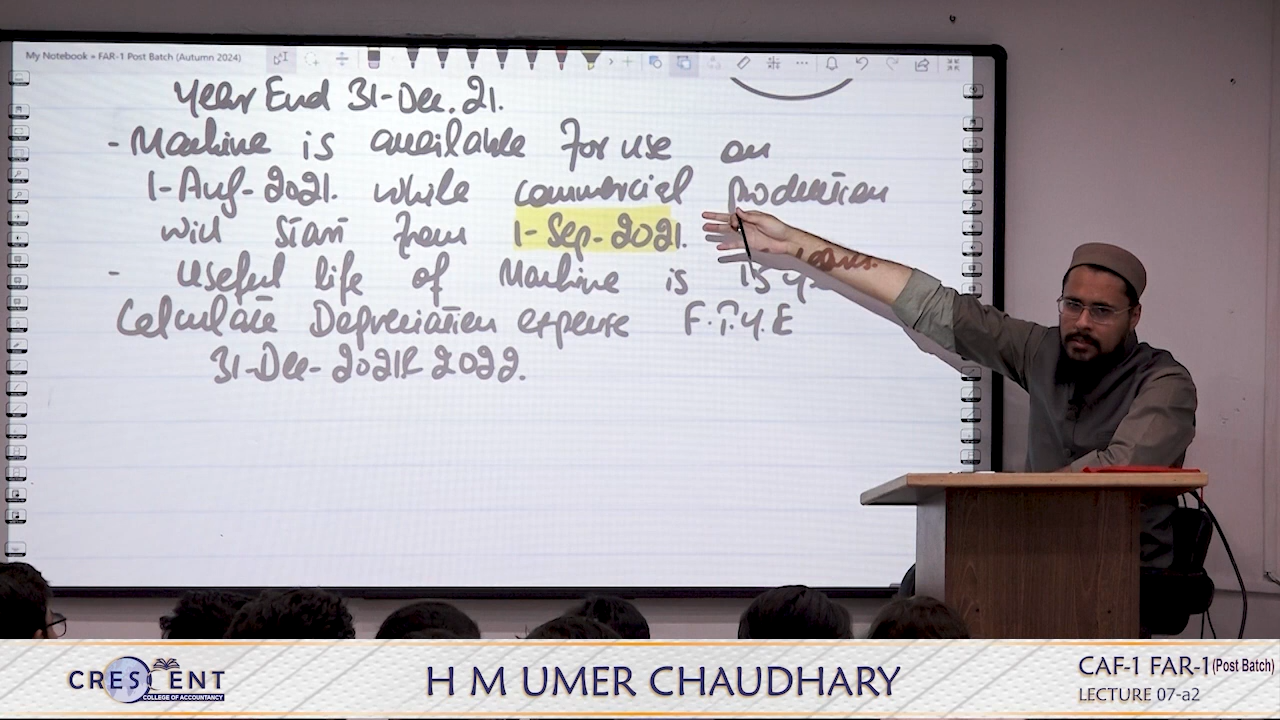 My Notebook » FAR-1 Post Batch (Autumn 2024)
Year End 31-Dec. 21.
- Machine is available for use on
1-Aug-2021. while commercial production
will start from 1-Sep-2021.
- useful life of Machine is 15 years.
Calculate Depreciation expense F.T.Y.E
31-Dec-2021& 2022.
CRESCENT
COLLEGE OF ACCOUNTANCY
H M UMER CHAUDHARY
CAF-1 FAR-1(Post Batch)
LECTURE 07-a2